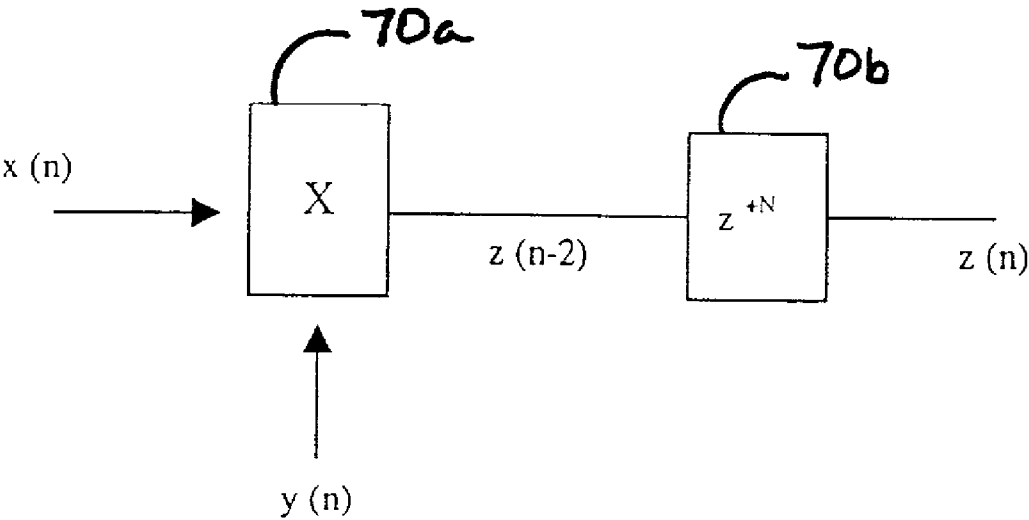 70a
70b
x (n)
X
z (n-2)
z +N
z (n)
y (n)